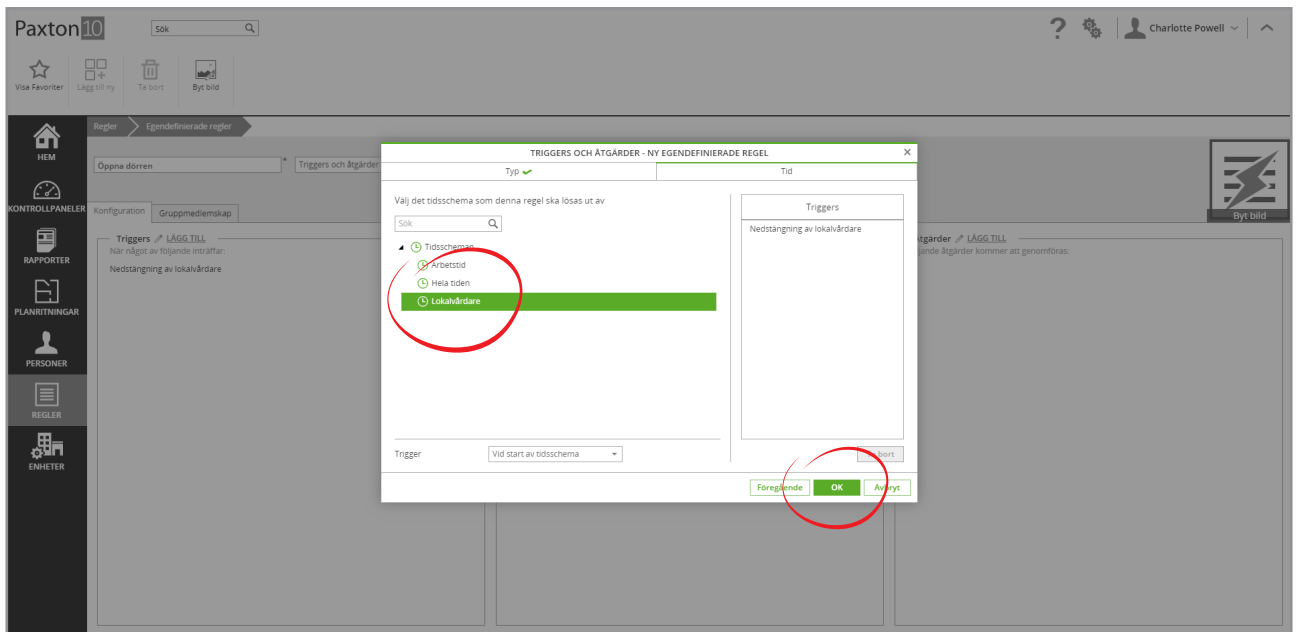 Paxton10
Sök
Charlotte Powell
Visa Favoriter
Lägg till ny
Ta bort
Byt bild
Regler
Egendefinierade regler
HEM
KONTROLLPANELER
RAPPORTER
PLANRITNINGAR
PERSONER
REGLER
ENHETER
Öppna dörren
*
Triggers och åtgärder
Byt bild
Konfiguration
Gruppmedlemskap
Triggers LÄGG TILL
När något av följande inträffar:
Nedstängning av lokalvårdare
tgärder LÄGG TILL
jande åtgärder kommer att genomföras:
TRIGGERS OCH ÅTGÄRDER - NY EGENDEFINIERADE REGEL
Typ
Tid
Välj det tidsschema som denna regel ska lösas ut av
Sök
Tidsscheman
Arbetstid
Hela tiden
Lokalvårdare
Triggers
Nedstängning av lokalvårdare
Trigger
Vid start av tidsschema
Ta bort
Föregående
OK
Avbryt